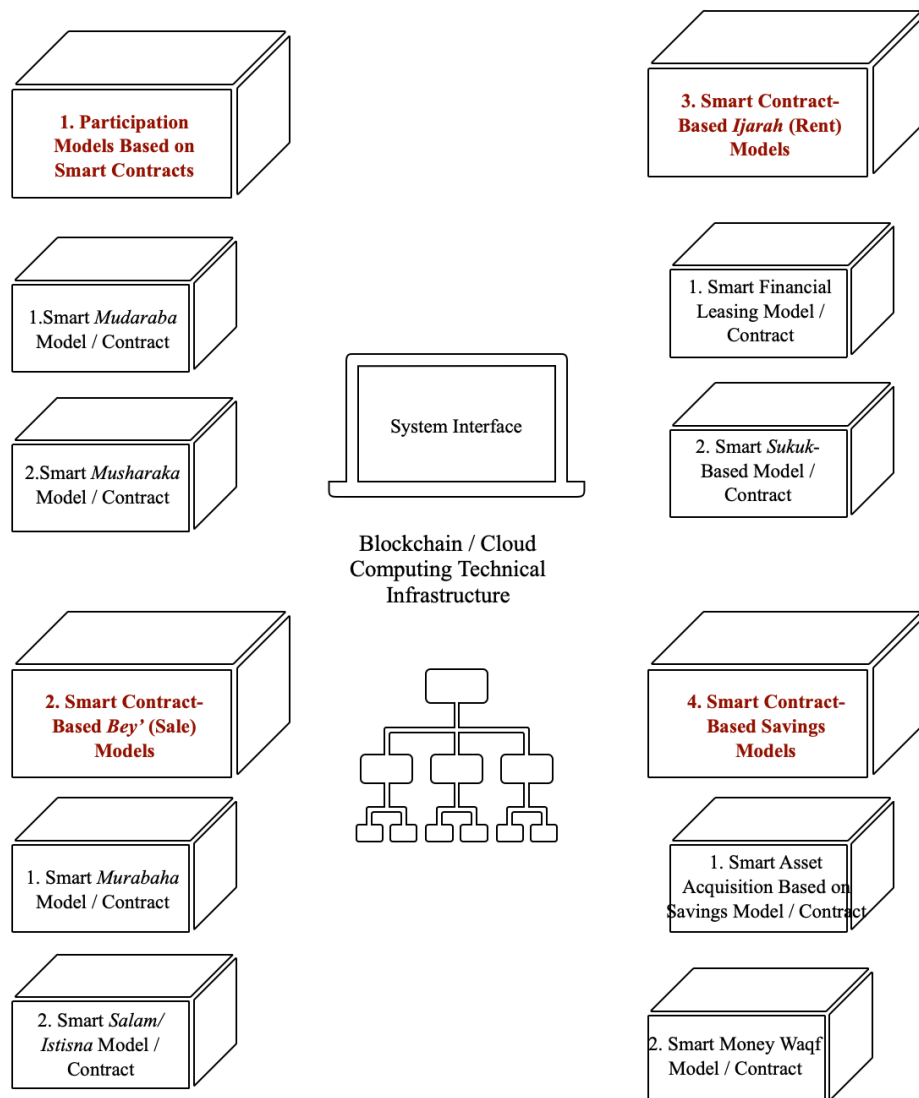 1. Participation
Models Based on
Smart Contracts
1.Smart Mudaraba
Model / Contract
2.Smart Musharaka
Model / Contract
2. Smart Contract-
Based Bey’ (Sale)
Models
1. Smart Murabaha
Model / Contract
2. Smart Salam/
Istisna Model /
Contract
System Interface
Blockchain / Cloud
Computing Technical
Infrastructure
3. Smart Contract-
Based Ijarah (Rent)
Models
1. Smart Financial
Leasing Model /
Contract
2. Smart Sukuk-
Based Model /
Contract
4. Smart Contract-
Based Savings
Models
1. Smart Asset
Acquisition Based on
Savings Model / Contract
2. Smart Money Waqf
Model / Contract